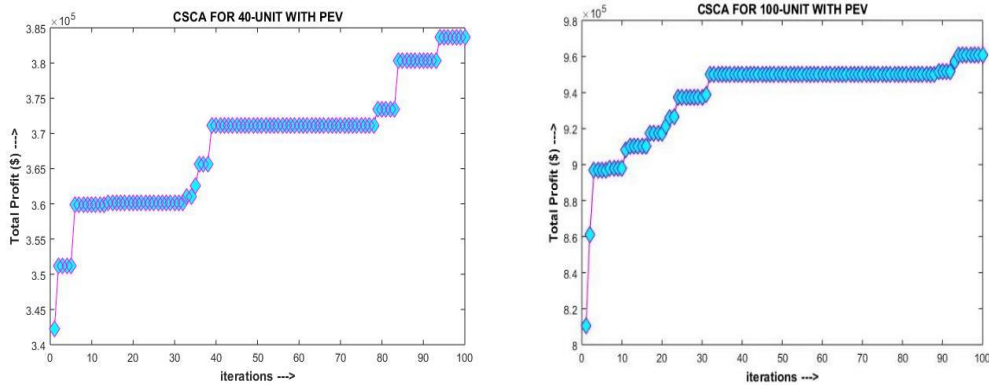 CSCA FOR 40-UNIT WITH PEV
×10⁵
3.85
3.8
3.75
3.7
3.65
3.6
3.55
3.5
3.45
3.4
Total Profit ($) --->
0 10 20 30 40 50 60 70 80 90 100
iterations --->
CSCA FOR 100-UNIT WITH PEV
×10⁵
9.8
9.6
9.4
9.2
9
8.8
8.6
8.4
8.2
8
Total Profit ($) --->
0 10 20 30 40 50 60 70 80 90 100
iterations --->